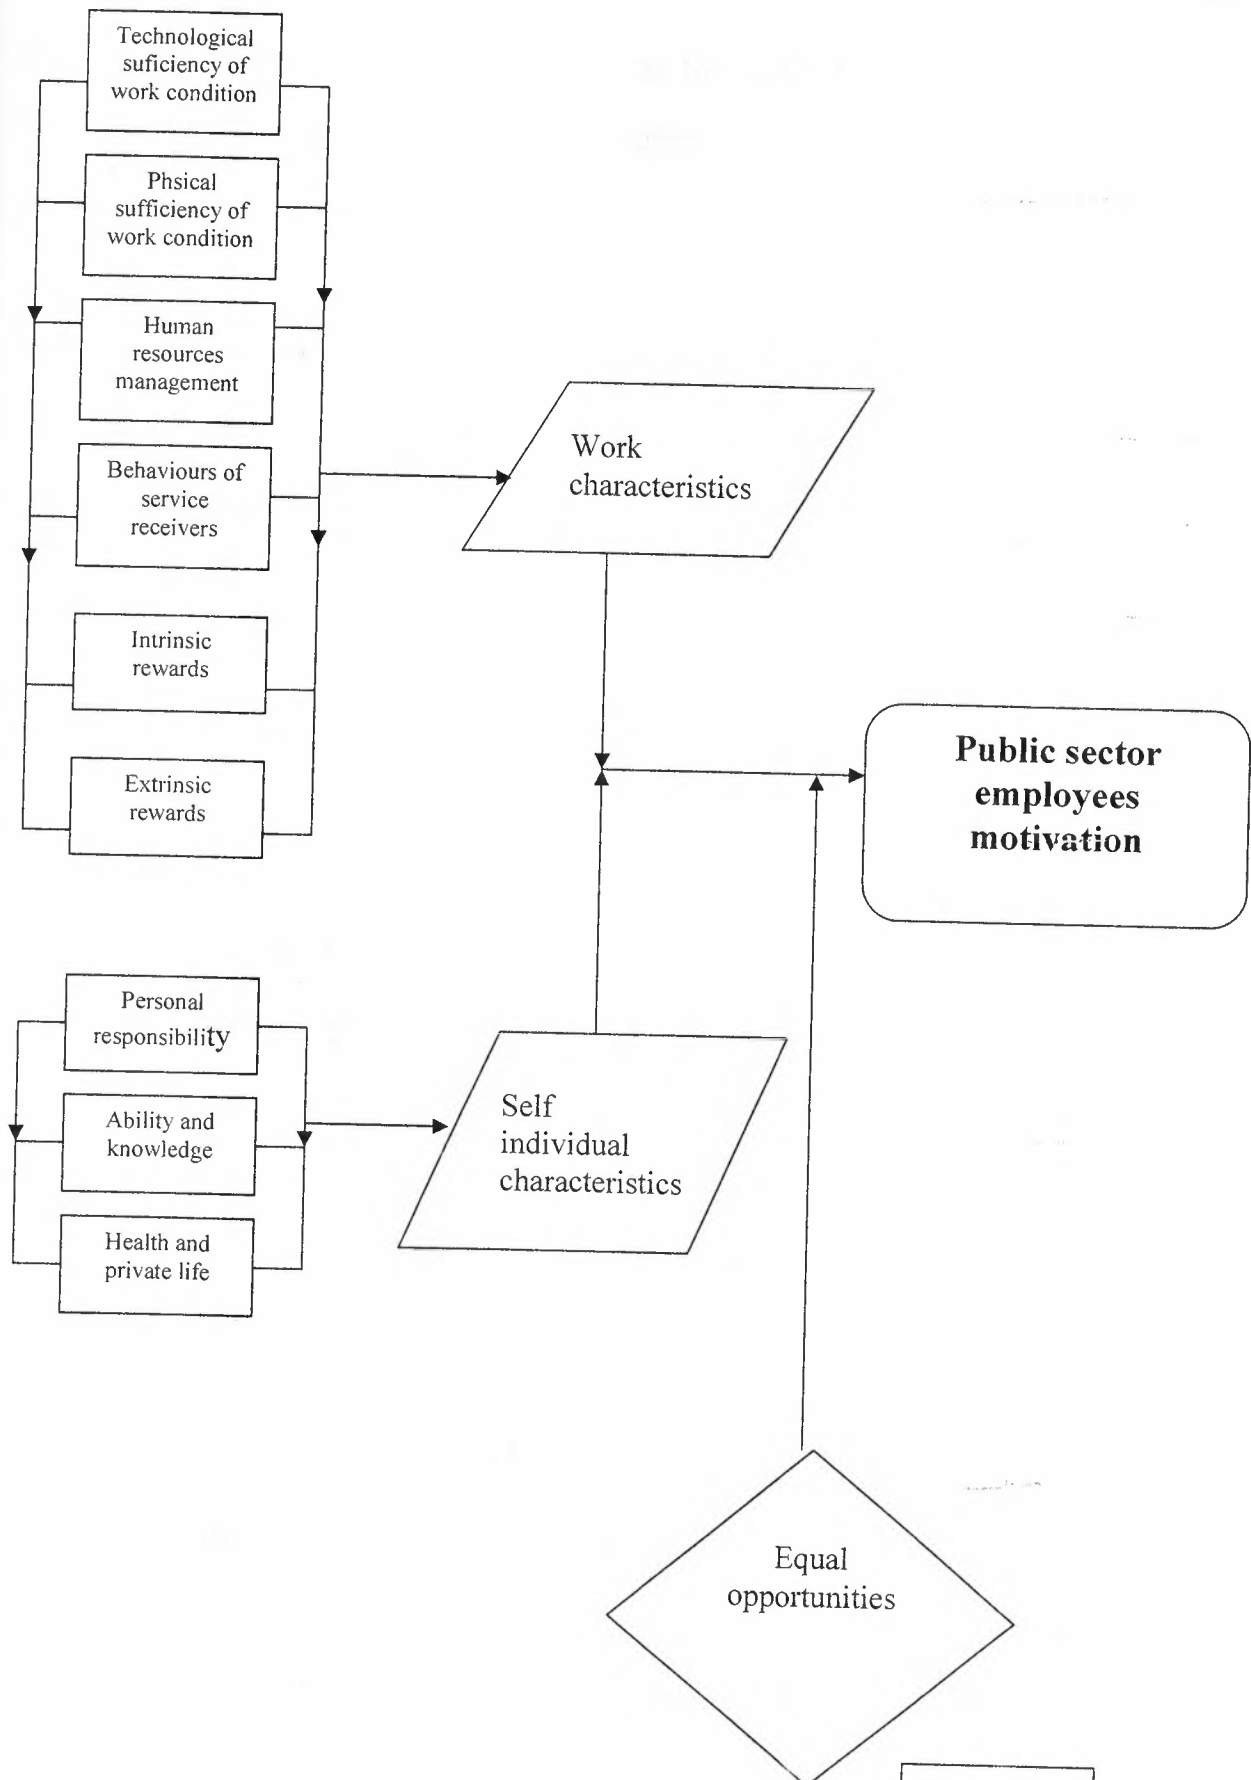 Technological
suficiency of
work condition
Phsical
sufficiency of
work condition
Human
resources
management
Behaviours of
service
receivers
Intrinsic
rewards
Extrinsic
rewards
Work
characteristics
Public sector
employees
motivation
Personal
responsibility
Ability and
knowledge
Health and
private life
Self
individual
characteristics
Equal
opportunities